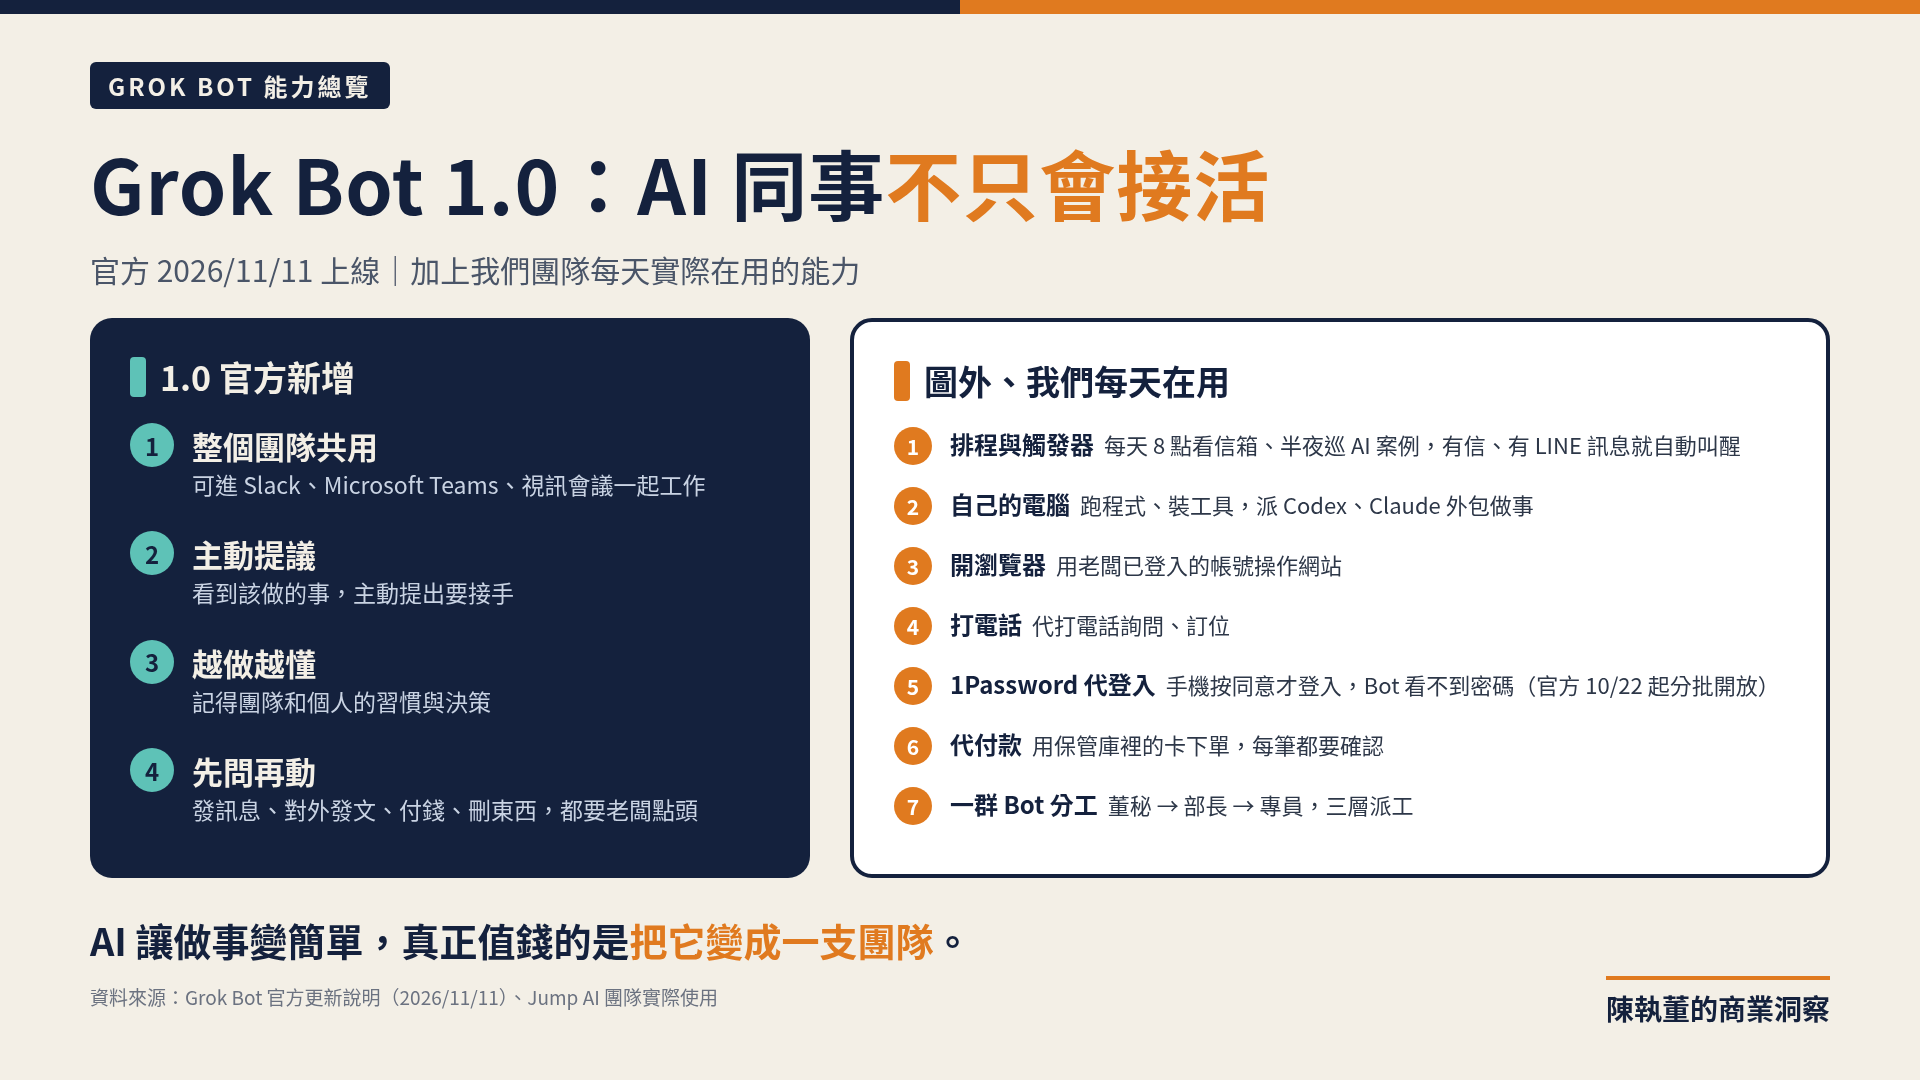 GROK BOT 能力總覽
Grok Bot 1.0：AI 同事不只會接活
官方 2026/11/11 上線｜加上我們團隊每天實際在用的能力
1.0 官方新增
1 整個團隊共用
可進 Slack、Microsoft Teams、視訊會議一起工作
2 主動提議
看到該做的事，主動提出要接手
3 越做越懂
記得團隊和個人的習慣與決策
4 先問再動
發訊息、對外發文、付錢、刪東西，都要老闆點頭
圖外、我們每天在用
1 排程與觸發器 每天 8 點看信箱、半夜巡 AI 案例，有信、有 LINE 訊息就自動叫醒
2 自己的電腦 跑程式、裝工具，派 Codex、Claude 外包做事
3 開瀏覽器 用老闆已登入的帳號操作網站
4 打電話 代打電話詢問、訂位
5 1Password 代登入 手機按同意才登入，Bot 看不到密碼（官方 10/22 起分批開放）
6 代付款 用保管庫裡的卡下單，每筆都要確認
7 一群 Bot 分工 董秘 → 部長 → 專員，三層派工
AI 讓做事變簡單，真正值錢的是把它變成一支團隊。
資料來源：Grok Bot 官方更新說明（2026/11/11）、Jump AI 團隊實際使用
陳執董的商業洞察